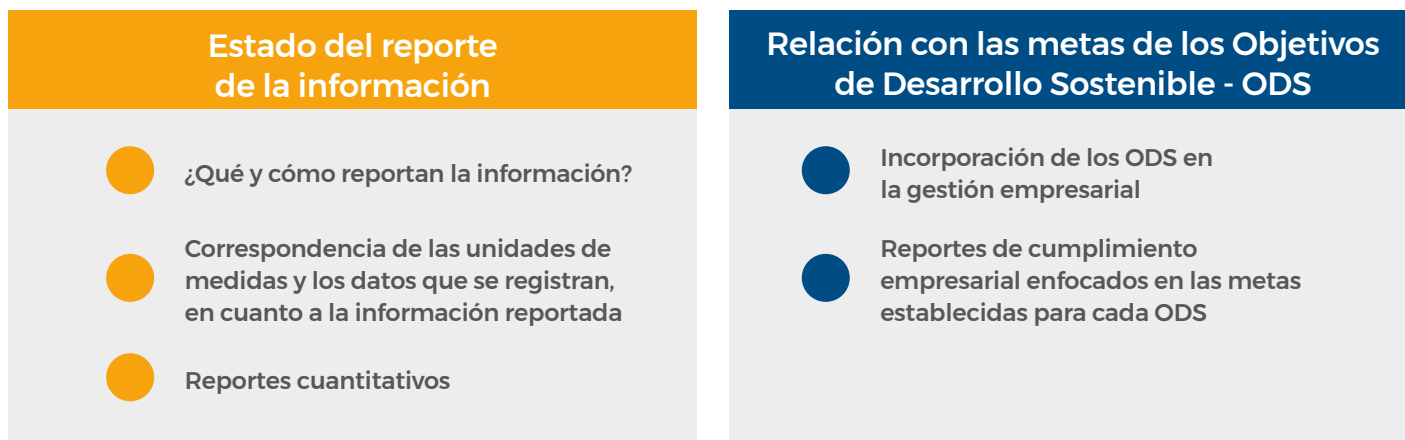 Estado del reporte
de la información
¿Qué y cómo reportan la información?
Correspondencia de las unidades de
medidas y los datos que se registran,
en cuanto a la información reportada
Reportes cuantitativos
Relación con las metas de los Objetivos
de Desarrollo Sostenible - ODS
Incorporación de los ODS en
la gestión empresarial
Reportes de cumplimiento
empresarial enfocados en las metas
establecidas para cada ODS